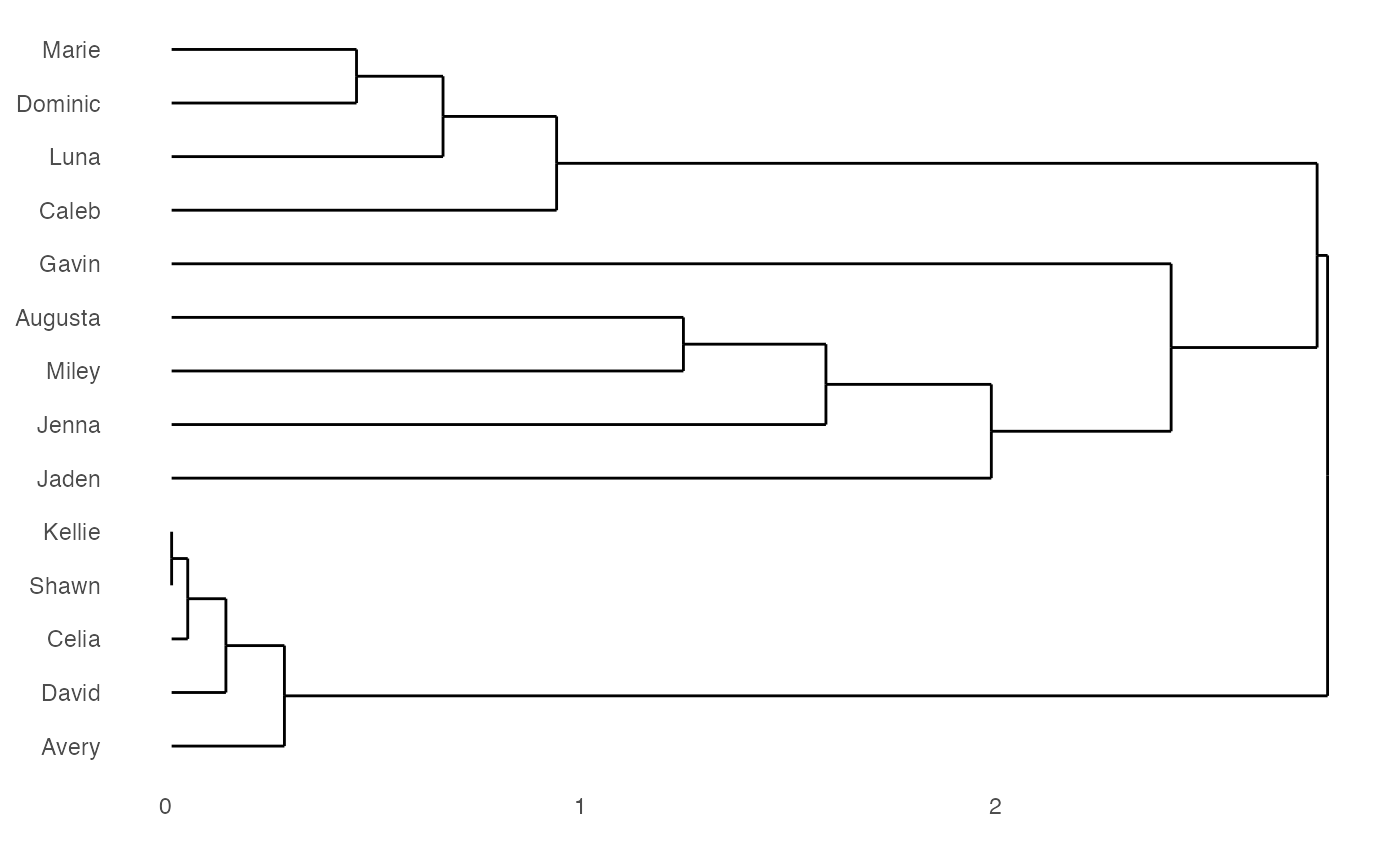 Marie
Dominic
Luna
Caleb
Gavin
Augusta
Miley
Jenna
Jaden
Kellie
Shawn
Celia
David
Avery
0 1 2